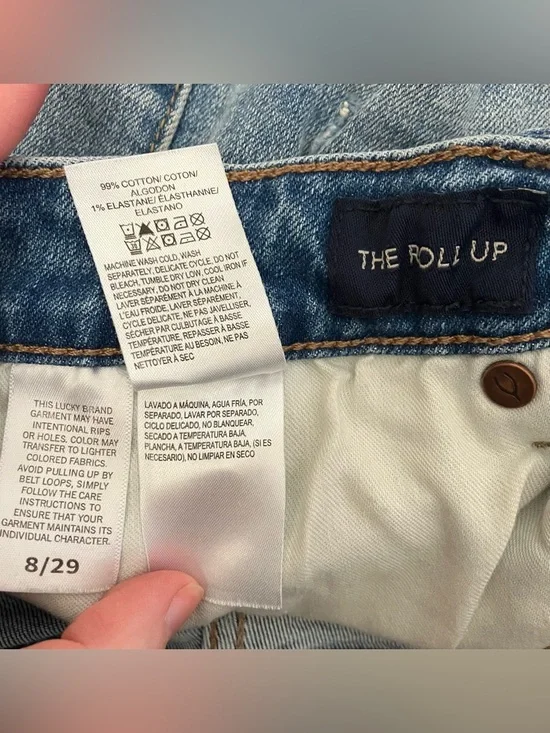 99% COTTON/ COTON/
ALGODON
1% ELASTANE/ ÉLASTHANNE/
ELASTANO
MACHINE WASH COLD, WASH
SEPARATELY, DELICATE CYCLE, DO NOT
BLEACH, TUMBLE DRY LOW, COOL IRON IF
NECESSARY, DO NOT DRY CLEAN
LAVER SÉPARÉMENT À LA MACHINE À
L'EAU FROIDE, LAVER SÉPARÉMENT,
CYCLE DELICATE, NE PAS JAVELLISER,
SÉCHER PAR CULBUTAGE À BASSE
TEMPÉRATURE, REPASSER À BASSE
TEMPÉRATURE AU BESOIN, NE PAS
NETTOYER À SEC
THE ROLL UP
THIS LUCKY BRAND
GARMENT MAY HAVE
INTENTIONAL RIPS
OR HOLES. COLOR MAY
TRANSFER TO LIGHTER
COLORED FABRICS.
AVOID PULLING UP BY
BELT LOOPS, SIMPLY
FOLLOW THE CARE
INSTRUCTIONS TO
ENSURE THAT YOUR
GARMENT MAINTAINS ITS
INDIVIDUAL CHARACTER.
8/29
LAVADO A MÁQUINA, AGUA FRÍA, POR
SEPARADO, LAVAR POR SEPARADO,
CICLO DELICADO, NO BLANQUEAR,
SECADO A TEMPERATURA BAJA,
PLANCHA, A TEMPERATURA BAJA, (SI ES
NECESARIO), NO LIMPIAR EN SECO